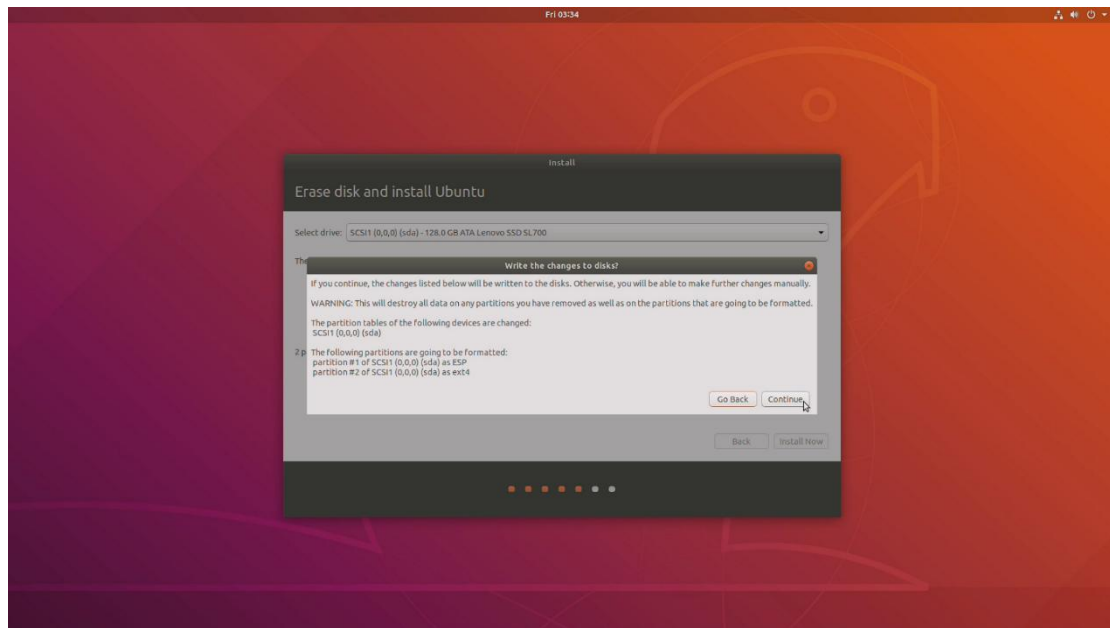 Fri 03:34
Install
Erase disk and install Ubuntu
Select drive: SCSI1 (0,0,0) (sda) - 128.0 GB ATA Lenovo SSD SL700
The
Write the changes to disks?
If you continue, the changes listed below will be written to the disks. Otherwise, you will be able to make further changes manually.
WARNING: This will destroy all data on any partitions you have removed as well as on the partitions that are going to be formatted.
The partition tables of the following devices are changed:
SCSI1 (0,0,0) (sda)
2 p
The following partitions are going to be formatted:
partition #1 of SCSI1 (0,0,0) (sda) as ESP
partition #2 of SCSI1 (0,0,0) (sda) as ext4
Go Back Continue
Back Install Now